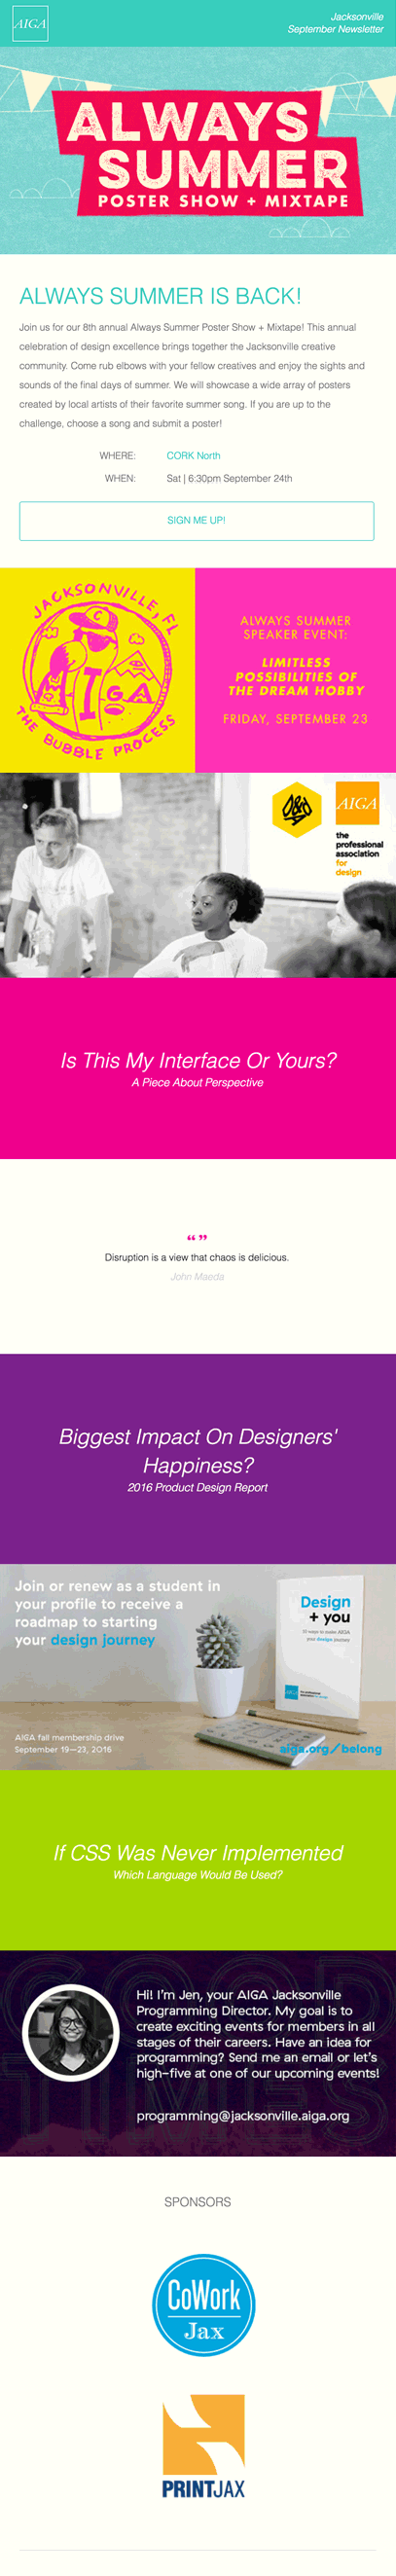 AIGA
Jacksonville
September Newsletter
ALWAYS
SUMMER
POSTER SHOW + MIXTAPE
ALWAYS SUMMER IS BACK!
Join us for our 8th annual Always Summer Poster Show + Mixtape! This annual
celebration of design excellence brings together the Jacksonville creative
community. Come rub elbows with your fellow creatives and enjoy the sights and
sounds of the final days of summer. We will showcase a wide array of posters
created by local artists of their favorite summer song. If you are up to the
challenge, choose a song and submit a poster!
WHERE: CORK North
WHEN: Sat | 6:30pm September 24th
SIGN ME UP!
JACKSONVILLE, FL
AIGA
THE BUBBLE PROCESS
ALWAYS SUMMER
SPEAKER EVENT:
LIMITLESS
POSSIBILITIES OF
THE DREAM HOBBY
FRIDAY, SEPTEMBER 23
D&D
AIGA
the
professional
association
for
design
Is This My Interface Or Yours?
A Piece About Perspective
“ ”
Disruption is a view that chaos is delicious.
John Maeda
Biggest Impact On Designers'
Happiness?
2016 Product Design Report
Join or renew as a student in
your profile to receive a
roadmap to starting
your design journey
Design
+ you
10 ways to make AIGA
your design journey
AIGA fall membership drive
September 19—23, 2016
aiga.org/belong
If CSS Was Never Implemented
Which Language Would Be Used?
Hi! I'm Jen, your AIGA Jacksonville
Programming Director. My goal is to
create exciting events for members in all
stages of their careers. Have an idea for
programming? Send me an email or let's
high-five at one of our upcoming events!
programming@jacksonville.aiga.org
SPONSORS
CoWork
Jax
PRINTJAX